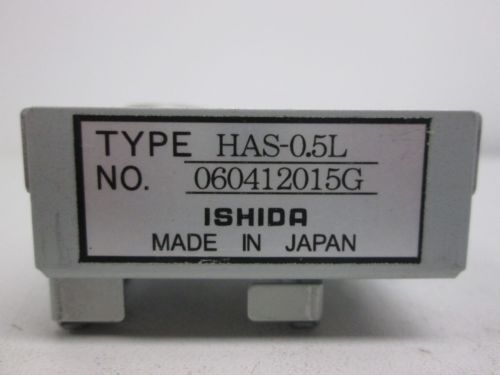 TYPE HAS-0.5L
NO. 060412015G
ISHIDA
MADE IN JAPAN